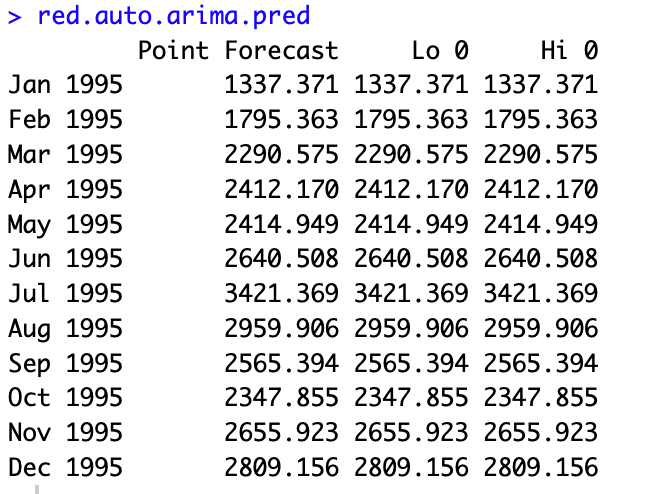 > red.auto.arima.pred
         Point Forecast     Lo 0     Hi 0
Jan 1995       1337.371 1337.371 1337.371
Feb 1995       1795.363 1795.363 1795.363
Mar 1995       2290.575 2290.575 2290.575
Apr 1995       2412.170 2412.170 2412.170
May 1995       2414.949 2414.949 2414.949
Jun 1995       2640.508 2640.508 2640.508
Jul 1995       3421.369 3421.369 3421.369
Aug 1995       2959.906 2959.906 2959.906
Sep 1995       2565.394 2565.394 2565.394
Oct 1995       2347.855 2347.855 2347.855
Nov 1995       2655.923 2655.923 2655.923
Dec 1995       2809.156 2809.156 2809.156